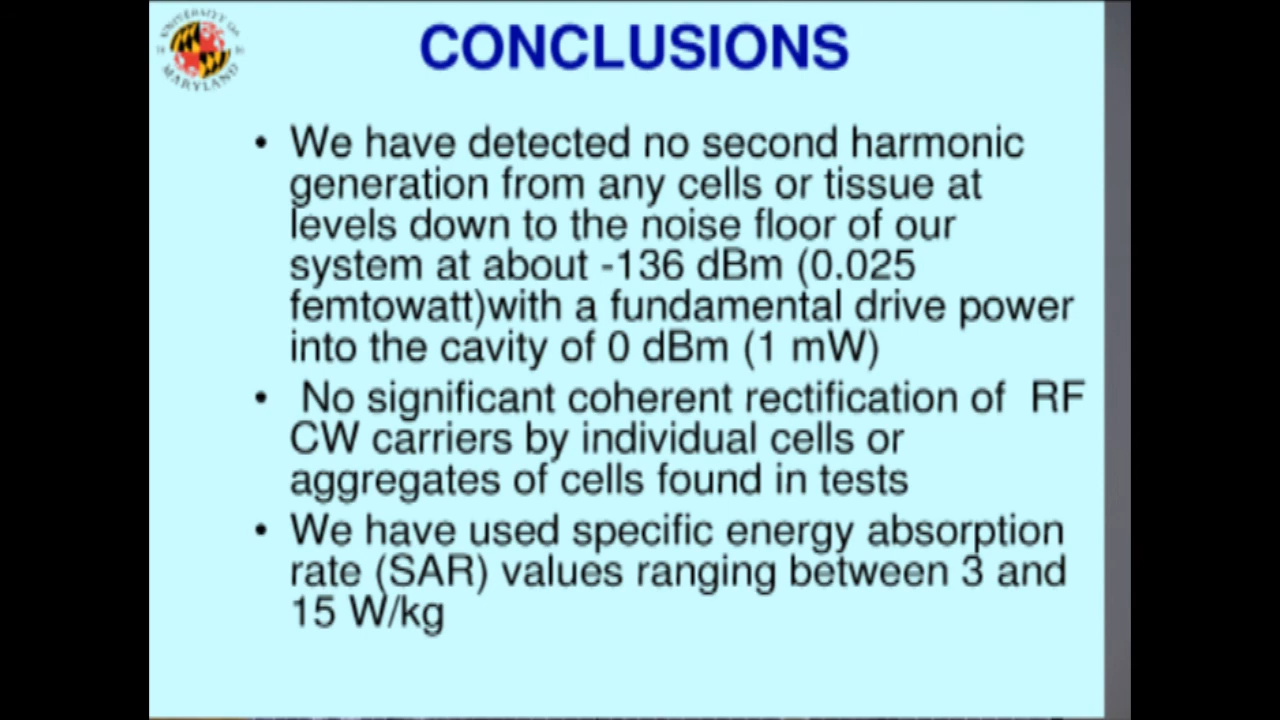 UNIVERSITY OF
MARYLAND
CONCLUSIONS
• We have detected no second harmonic
generation from any cells or tissue at
levels down to the noise floor of our
system at about -136 dBm (0.025
femtowatt)with a fundamental drive power
into the cavity of 0 dBm (1 mW)
• No significant coherent rectification of RF
CW carriers by individual cells or
aggregates of cells found in tests
• We have used specific energy absorption
rate (SAR) values ranging between 3 and
15 W/kg